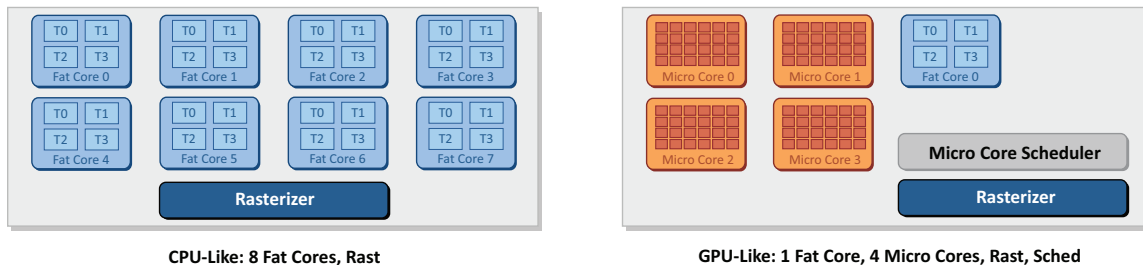 T0 T1 T0 T1 T0 T1 T0 T1
T2 T3 T2 T3 T2 T3 T2 T3
Fat Core 0 Fat Core 1 Fat Core 2 Fat Core 3
T0 T1 T0 T1 T0 T1 T0 T1
T2 T3 T2 T3 T2 T3 T2 T3
Fat Core 4 Fat Core 5 Fat Core 6 Fat Core 7
Rasterizer
CPU-Like: 8 Fat Cores, Rast
T0 T1
T2 T3
Micro Core 0 Micro Core 1 Fat Core 0
Micro Core 2 Micro Core 3
Micro Core Scheduler
Rasterizer
GPU-Like: 1 Fat Core, 4 Micro Cores, Rast, Sched